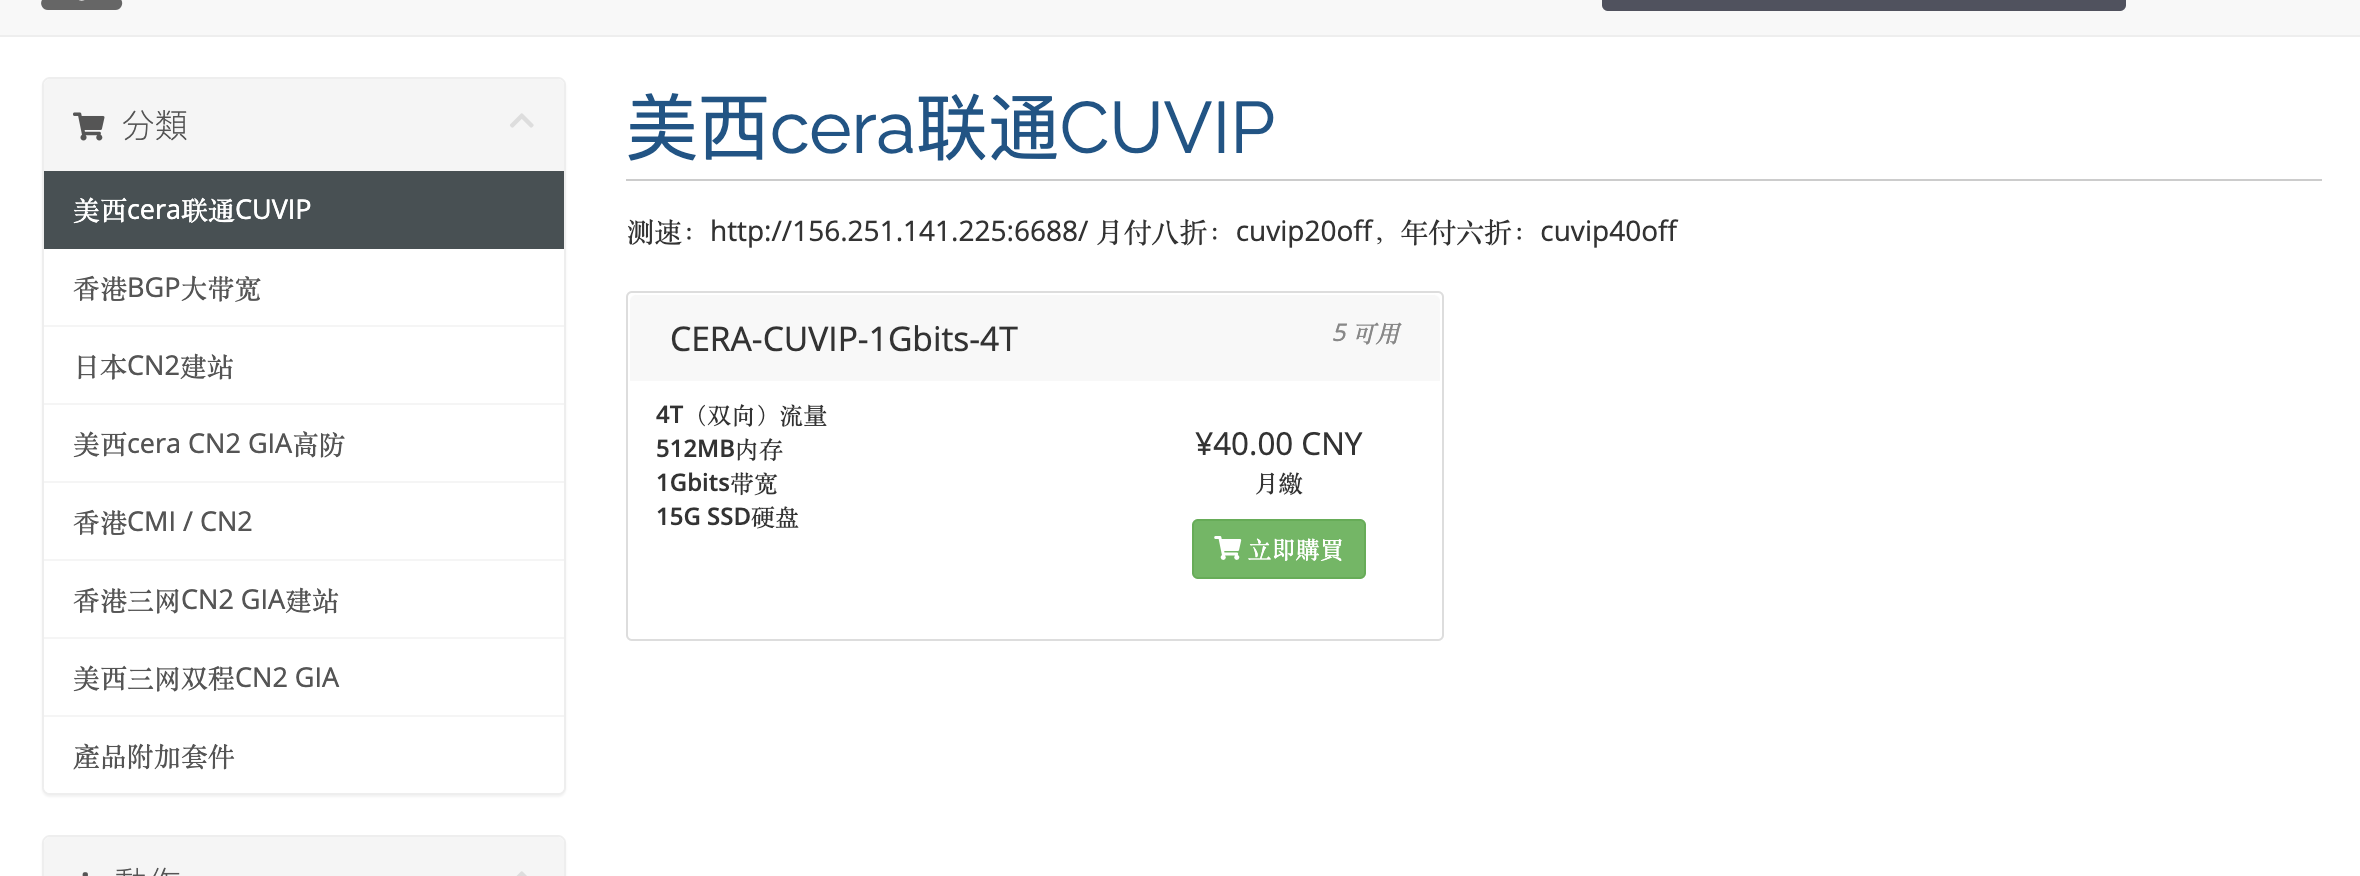 分類
美西cera联通CUVIP
香港BGP大带宽
日本CN2建站
美西cera CN2 GIA高防
香港CMI / CN2
香港三网CN2 GIA建站
美西三网双程CN2 GIA
產品附加套件
美西cera联通CUVIP
测速：http://156.251.141.225:6688/ 月付八折：cuvip20off，年付六折：cuvip40off
CERA-CUVIP-1Gbits-4T
5 可用
4T（双向）流量
512MB内存
1Gbits带宽
15G SSD硬盘
¥40.00 CNY
月繳
立即購買